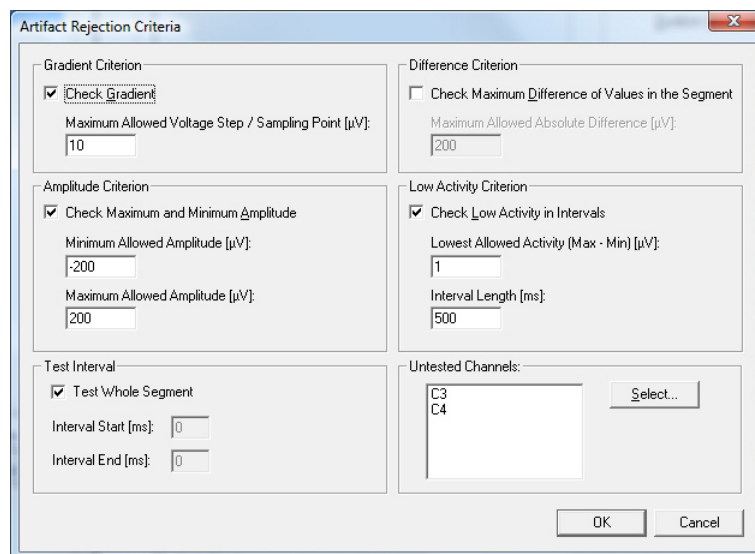 Artifact Rejection Criteria
Gradient Criterion
Check Gradient
Maximum Allowed Voltage Step / Sampling Point [µV]:
10
Difference Criterion
Check Maximum Difference of Values in the Segment
Maximum Allowed Absolute Difference [µV]:
200
Amplitude Criterion
Check Maximum and Minimum Amplitude
Minimum Allowed Amplitude [µV]:
-200
Maximum Allowed Amplitude [µV]:
200
Low Activity Criterion
Check Low Activity in Intervals
Lowest Allowed Activity (Max - Min) [µV]:
1
Interval Length [ms]:
500
Test Interval
Test Whole Segment
Interval Start [ms]: 0
Interval End [ms]: 0
Untested Channels:
C3
C4
Select...
OK Cancel